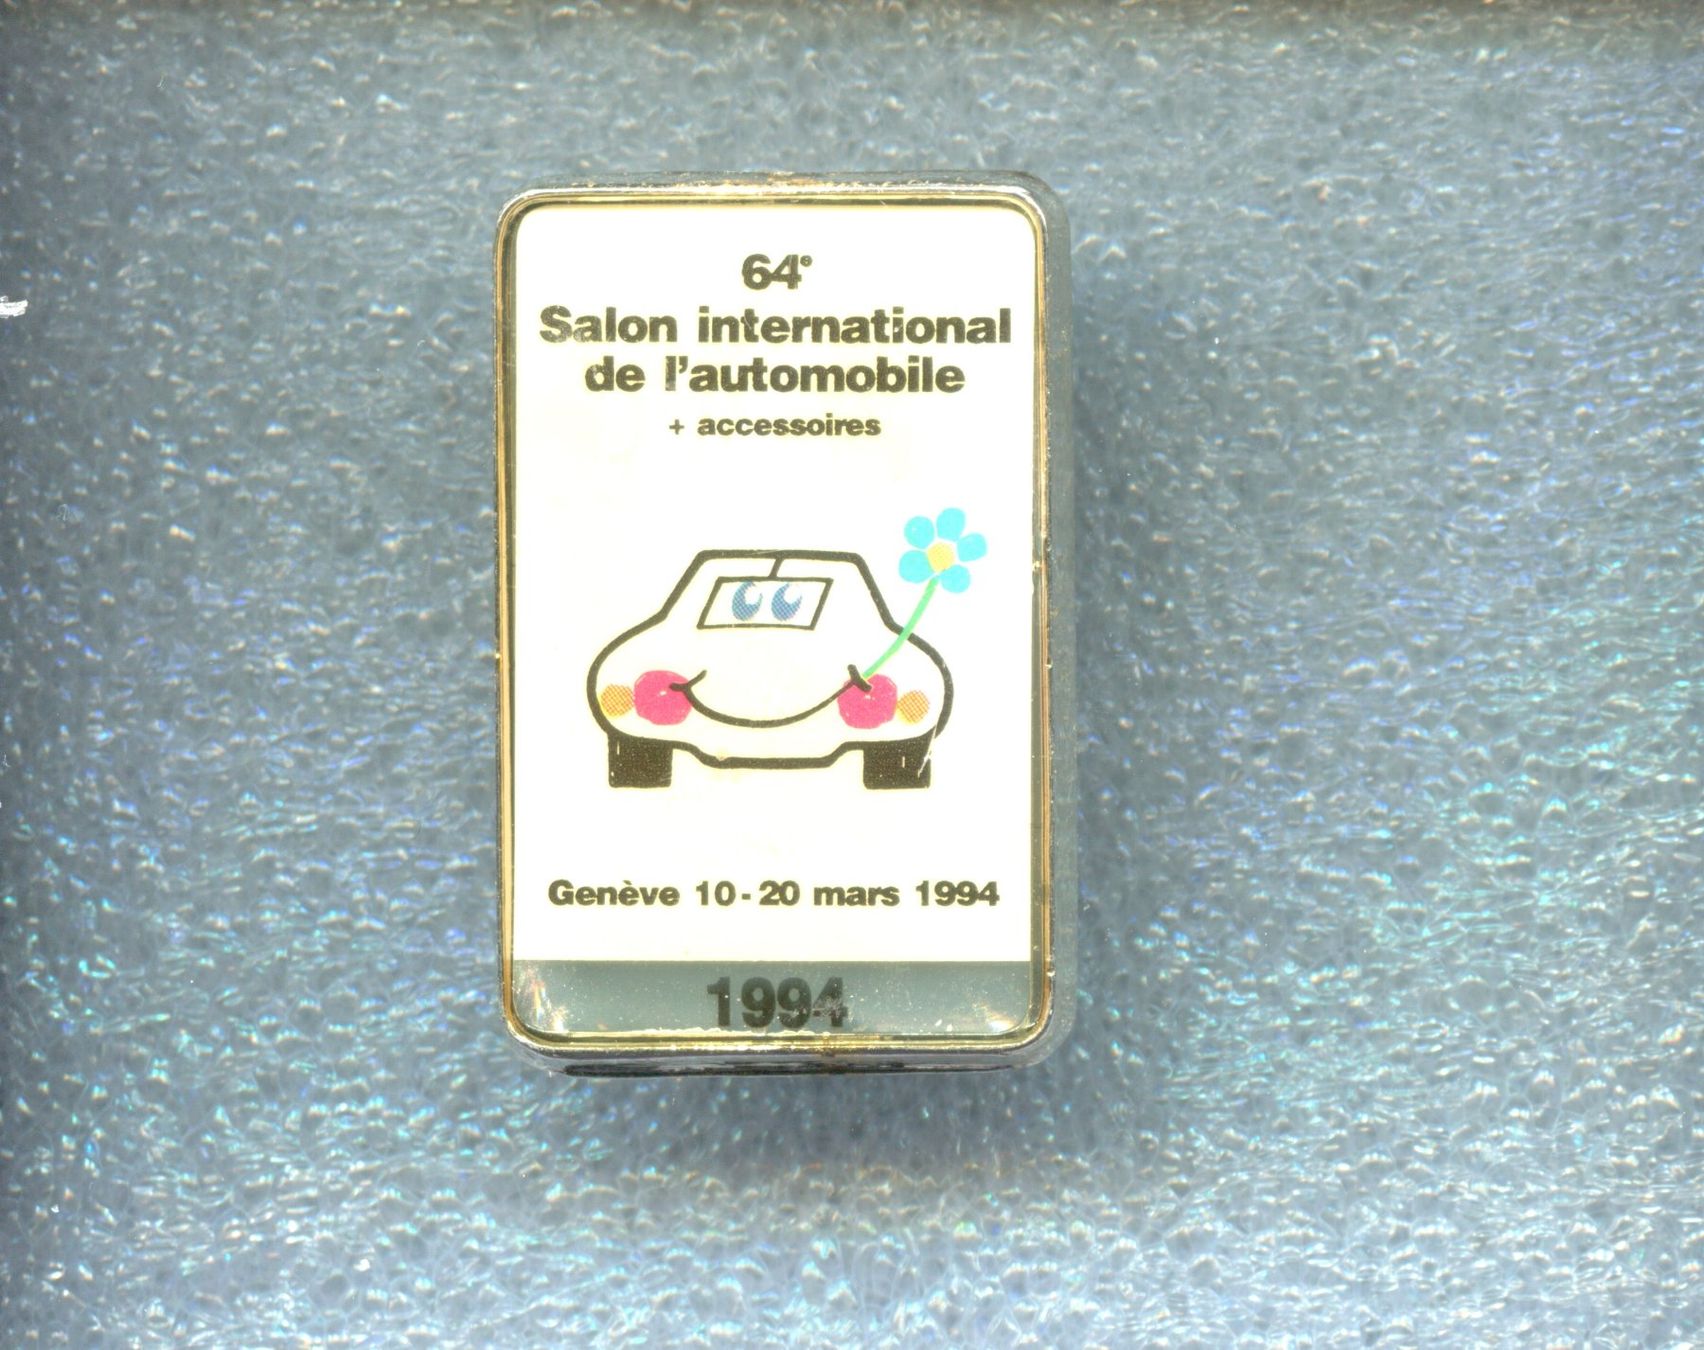 64e
Salon international
de l'automobile
+ accessoires
Genève 10-20 mars 1994
1994